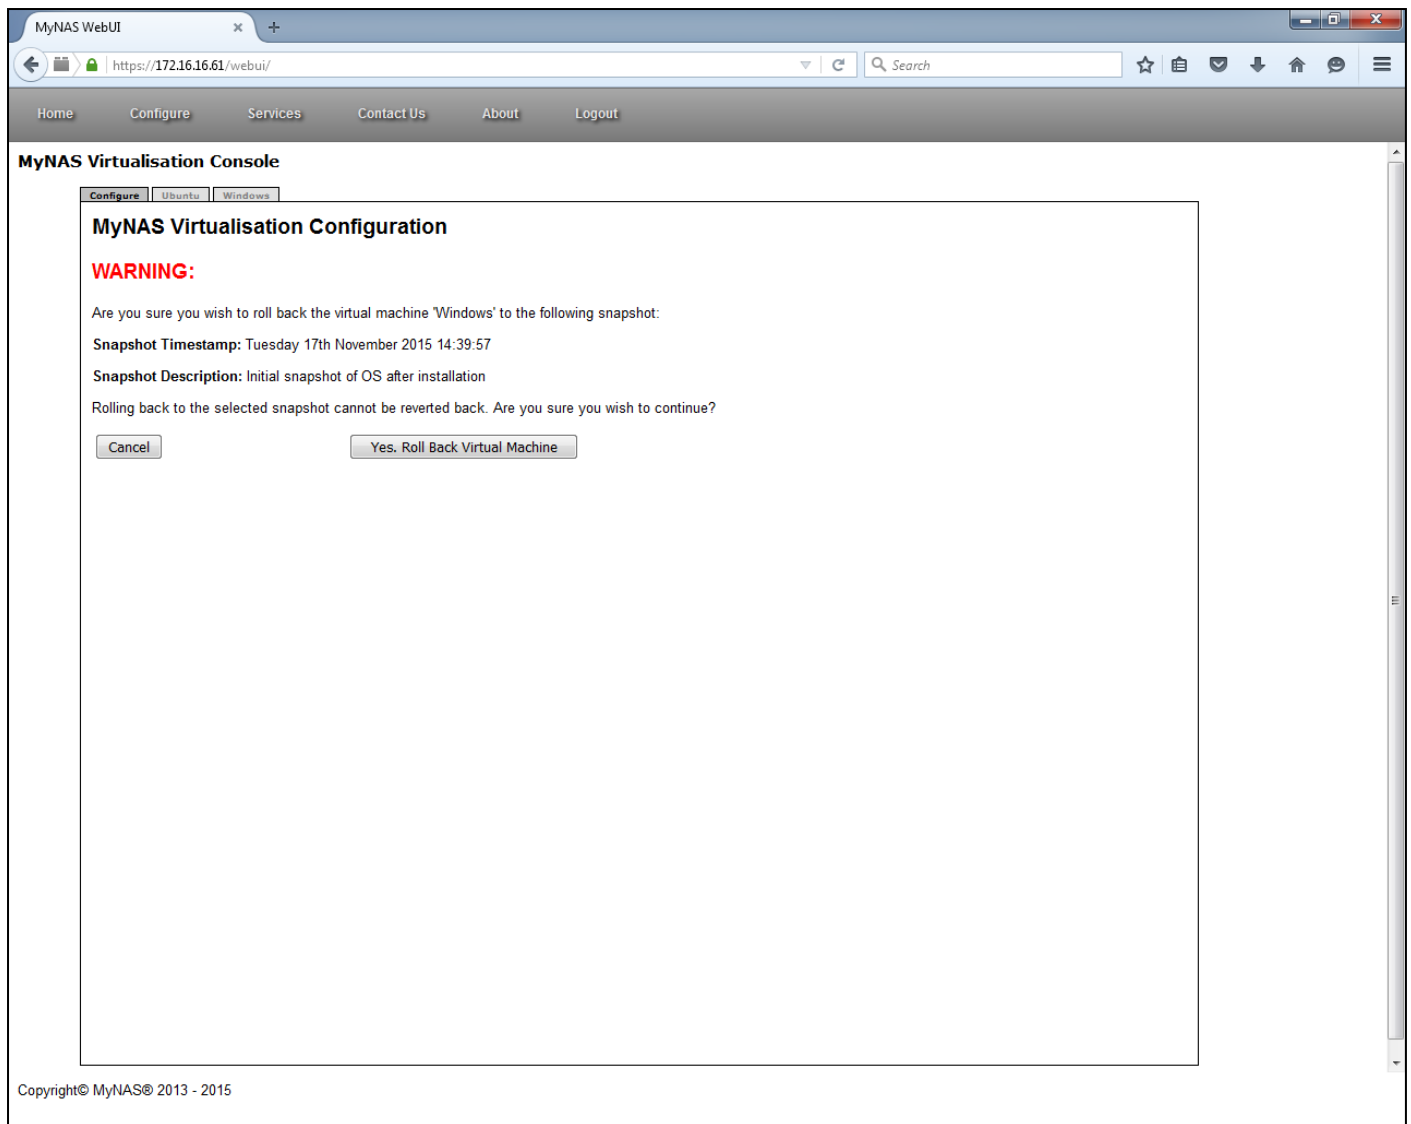 MyNAS WebUI
https://172.16.16.61/webui/
Search
Home Configure Services Contact Us About Logout
MyNAS Virtualisation Console
Configure Ubuntu Windows
MyNAS Virtualisation Configuration
WARNING:
Are you sure you wish to roll back the virtual machine 'Windows' to the following snapshot:
Snapshot Timestamp: Tuesday 17th November 2015 14:39:57
Snapshot Description: Initial snapshot of OS after installation
Rolling back to the selected snapshot cannot be reverted back. Are you sure you wish to continue?
Cancel Yes. Roll Back Virtual Machine
Copyright© MyNAS® 2013 - 2015